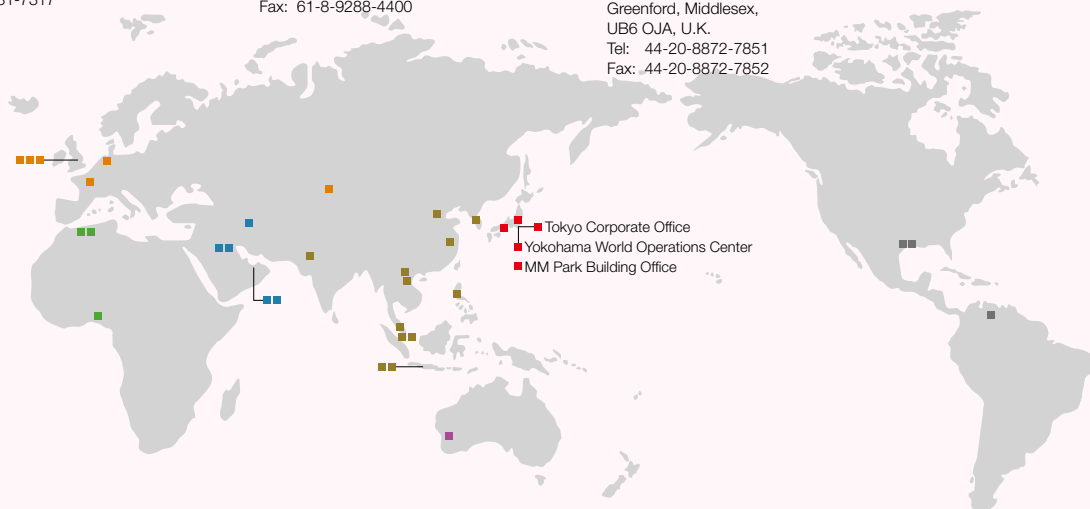 Fax: 61-8-9288-4400
Greenford, Middlesex,
UB6 OJA, U.K.
Tel: 44-20-8872-7851
Fax: 44-20-8872-7852
Tokyo Corporate Office
Yokohama World Operations Center
MM Park Building Office